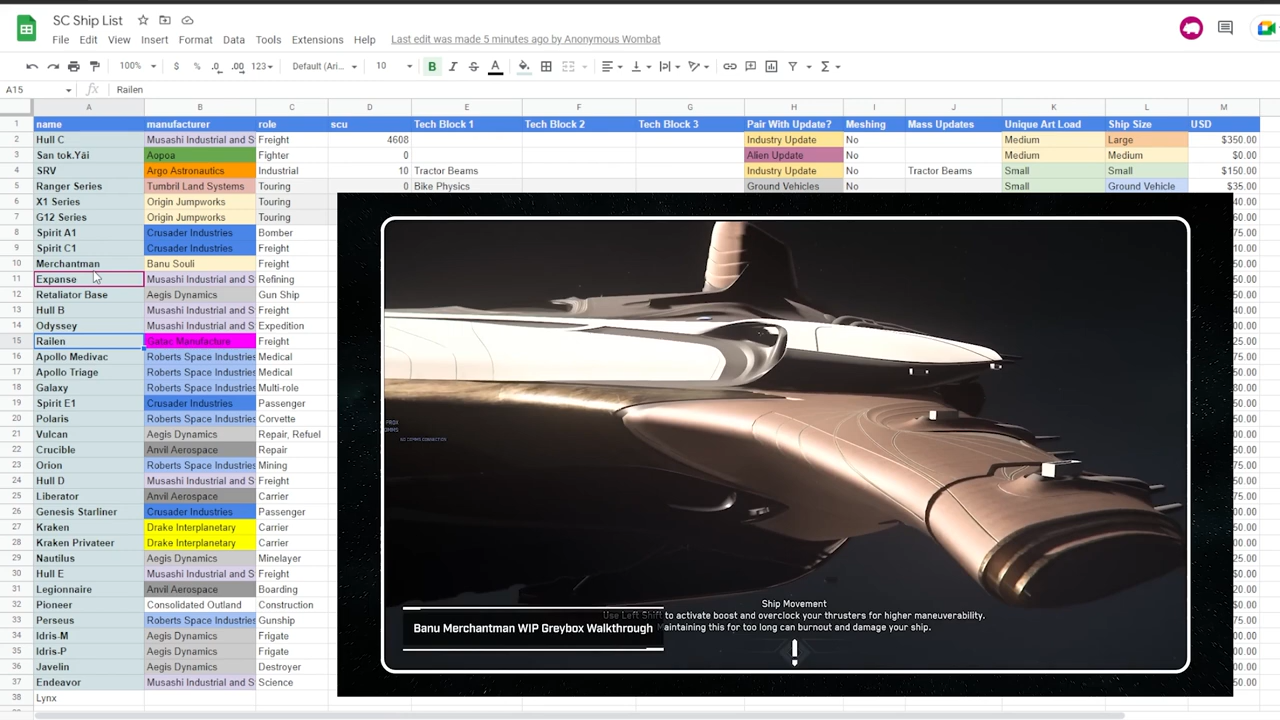 SC Ship List
File Edit View Insert Format Data Tools Extensions Help Last edit was made 5 minutes ago by Anonymous Wombat
100% $ % .0 .00 123 Default (Ari... 10 B I S A
A15 fx Railen
A B C D E F G H I J K L M
1 name manufacturer role scu Tech Block 1 Tech Block 2 Tech Block 3 Pair With Update? Meshing Mass Updates Unique Art Load Ship Size USD
2 Hull C Musashi Industrial and S Freight 4608 Industry Update No Medium Large $350.00
3 San tok.Yāi Aopoa Fighter 0 Alien Update No Medium Medium $0.00
4 SRV Argo Astronautics Industrial 10 Tractor Beams Industry Update No Tractor Beams Small Small $150.00
5 Ranger Series Tumbril Land Systems Touring 0 Bike Physics Ground Vehicles No Small Ground Vehicle $35.00
6 X1 Series Origin Jumpworks Touring
7 G12 Series Origin Jumpworks Touring
8 Spirit A1 Crusader Industries Bomber
9 Spirit C1 Crusader Industries Freight
10 Merchantman Banu Souli Freight
11 Expanse Musashi Industrial and S Refining
12 Retaliator Base Aegis Dynamics Gun Ship
13 Hull B Musashi Industrial and S Freight
14 Odyssey Musashi Industrial and S Expedition
15 Railen Gatac Manufacture Freight
16 Apollo Medivac Roberts Space Industries Medical
17 Apollo Triage Roberts Space Industries Medical
18 Galaxy Roberts Space Industries Multi-role
19 Spirit E1 Crusader Industries Passenger
20 Polaris Roberts Space Industries Corvette
21 Vulcan Aegis Dynamics Repair, Refuel
22 Crucible Anvil Aerospace Repair
23 Orion Roberts Space Industries Mining
24 Hull D Musashi Industrial and S Freight
25 Liberator Anvil Aerospace Carrier
26 Genesis Starliner Crusader Industries Passenger
27 Kraken Drake Interplanetary Carrier
28 Kraken Privateer Drake Interplanetary Carrier
29 Nautilus Aegis Dynamics Minelayer
30 Hull E Musashi Industrial and S Freight
31 Legionnaire Anvil Aerospace Boarding
32 Pioneer Consolidated Outland Construction
33 Perseus Roberts Space Industries Gunship
34 Idris-M Aegis Dynamics Frigate
35 Idris-P Aegis Dynamics Frigate
36 Javelin Aegis Dynamics Destroyer
37 Endeavor Musashi Industrial and S Science
38 Lynx
Ship Movement
Use Left Shift to activate boost and overclock your thrusters for higher maneuverability.
Maintaining this for too long can burnout and damage your ship.
Banu Merchantman WIP Greybox Walkthrough